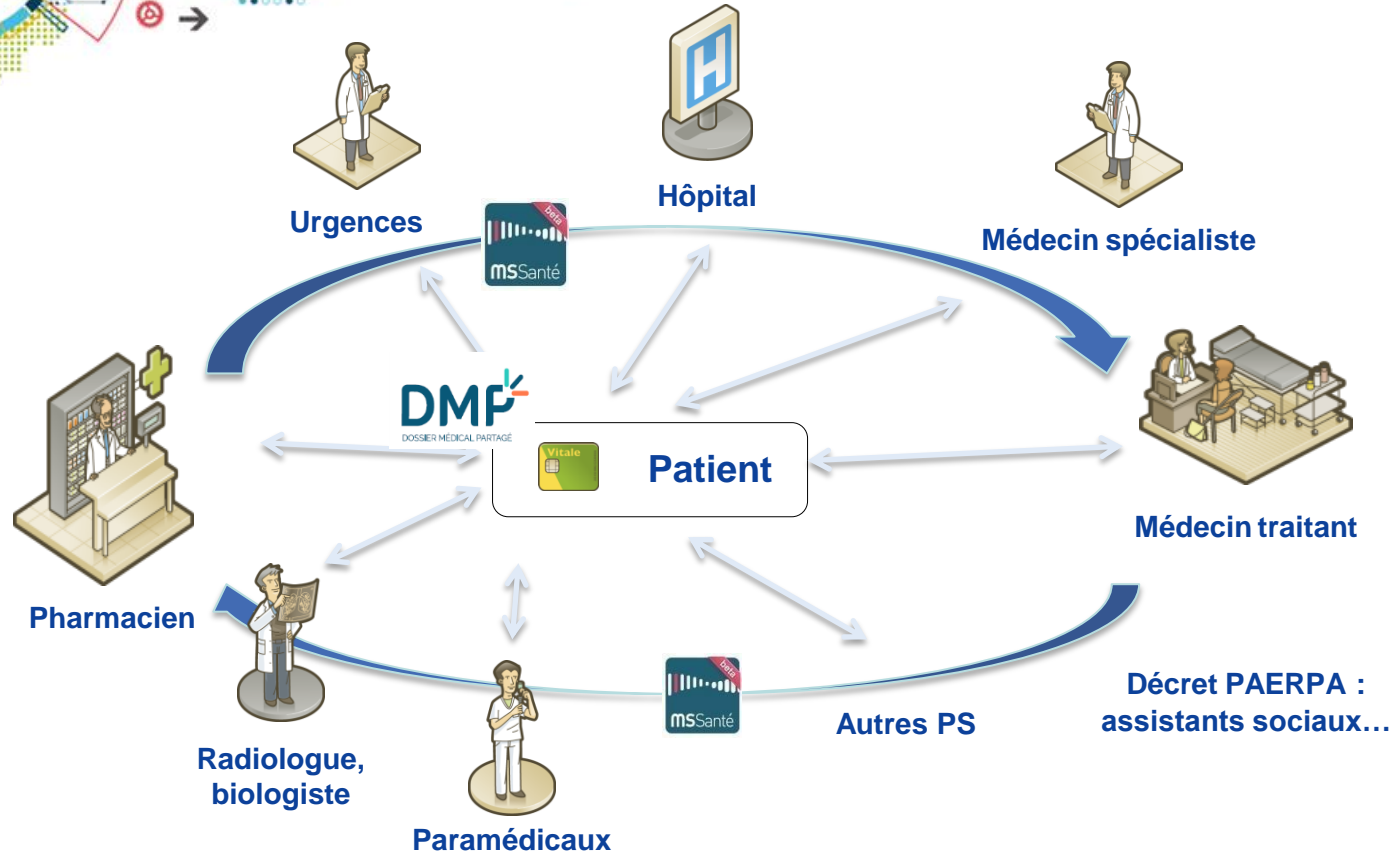 H
Hôpital
Urgences
Médecin spécialiste
beta
MSSanté
DMP
DOSSIER MÉDICAL PARTAGÉ
Vitale
Patient
Médecin traitant
Pharmacien
beta
MSSanté
Autres PS
Décret PAERPA :
assistants sociaux…
Radiologue,
biologiste
Paramédicaux